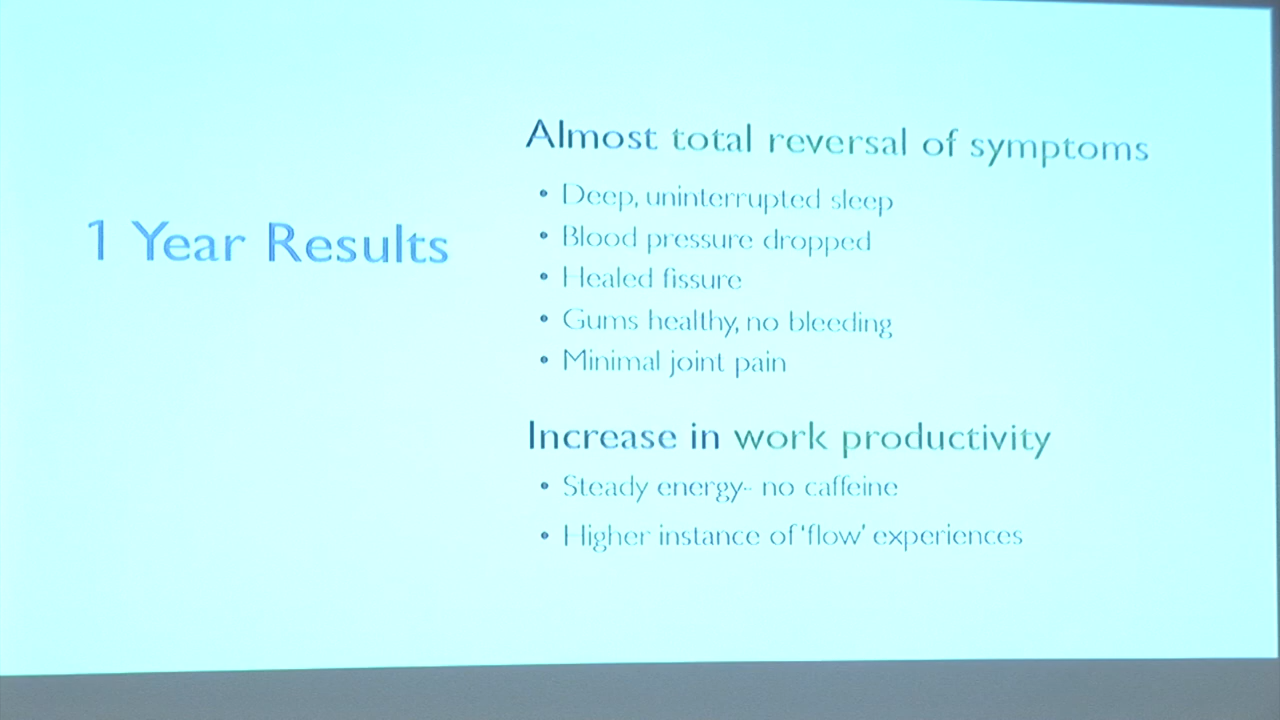 1 Year Results
Almost total reversal of symptoms
• Deep, uninterrupted sleep
• Blood pressure dropped
• Healed fissure
• Gums healthy, no bleeding
• Minimal joint pain
Increase in work productivity
• Steady energy- no caffeine
• Higher instance of 'flow' experiences